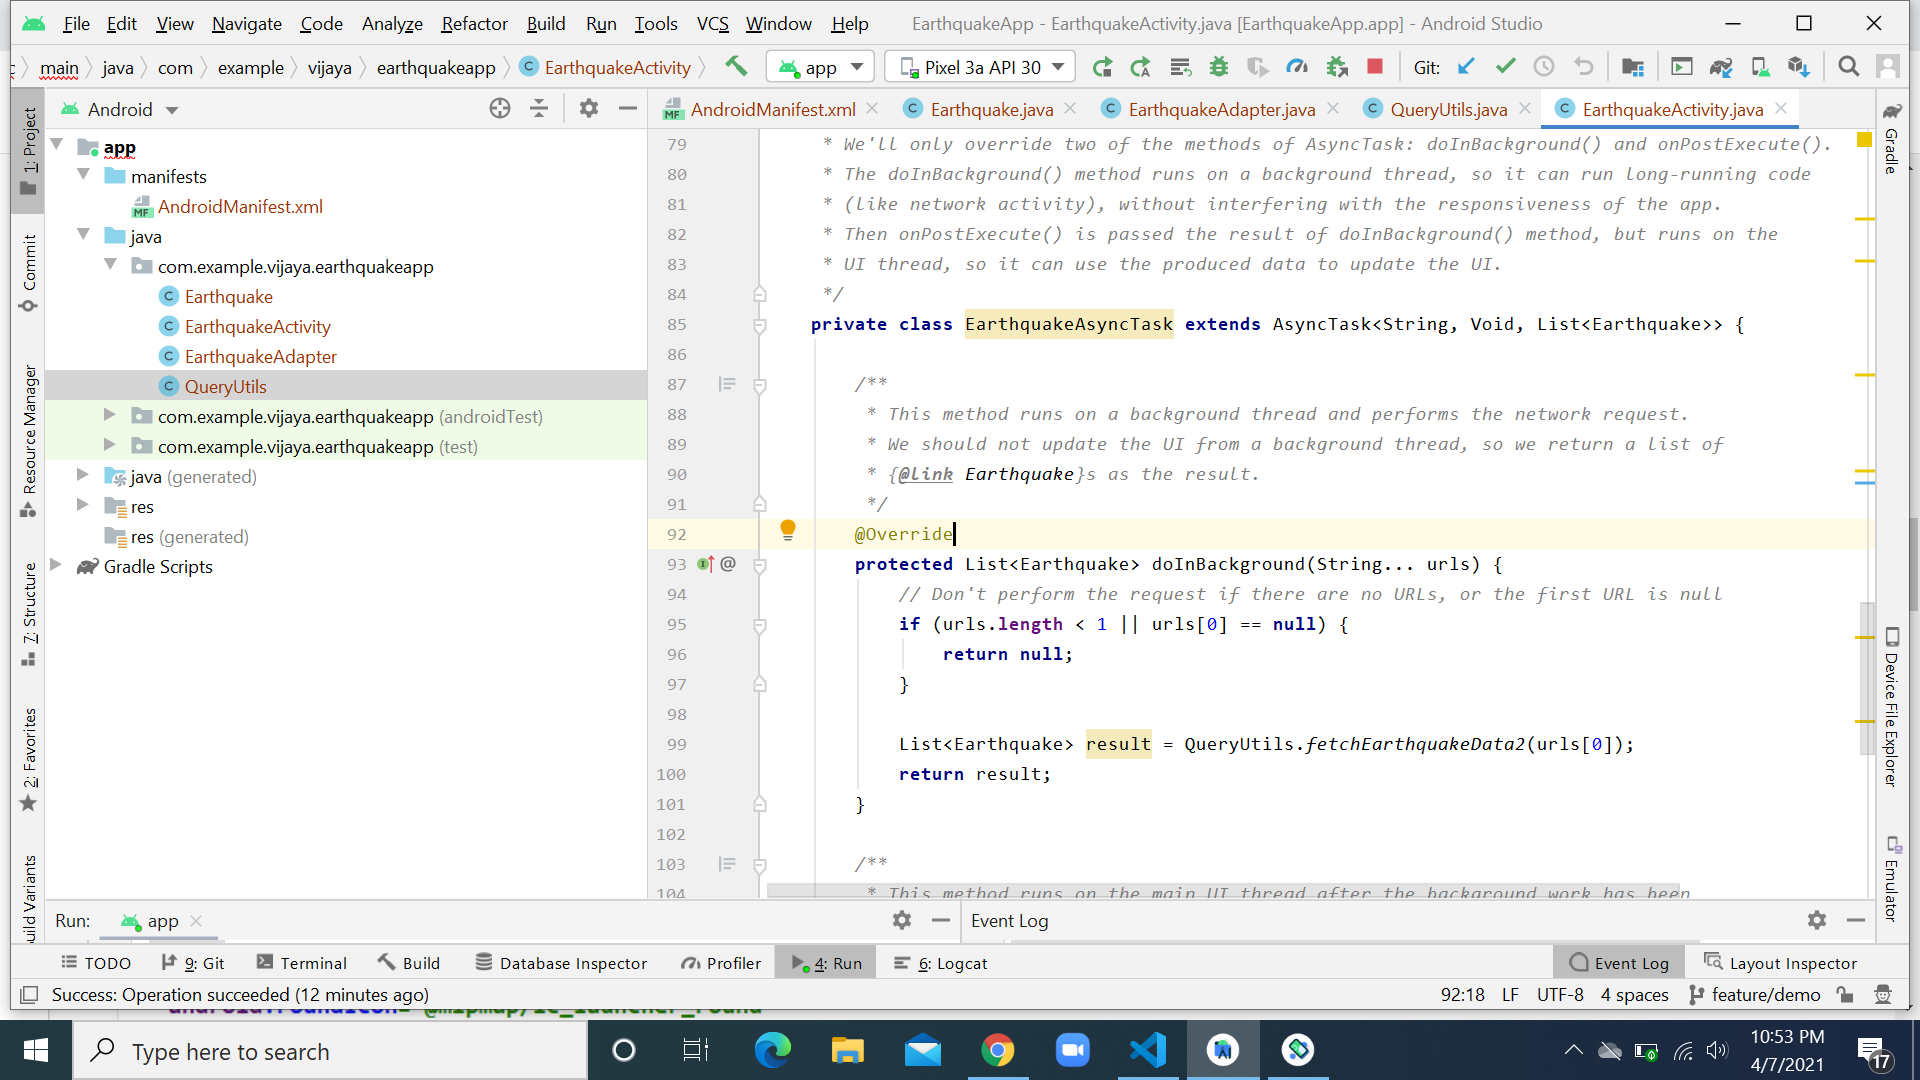 File Edit View Navigate Code Analyze Refactor Build Run Tools VCS Window Help EarthquakeApp - EarthquakeActivity.java [EarthquakeApp.app] - Android Studio
main java com example vijaya earthquakeapp EarthquakeActivity app Pixel 3a API 30 Git:
Android
AndroidManifest.xml Earthquake.java EarthquakeAdapter.java QueryUtils.java EarthquakeActivity.java
1: Project
Commit
Resource Manager
7: Structure
2: Favorites
app
manifests
AndroidManifest.xml
java
com.example.vijaya.earthquakeapp
Earthquake
EarthquakeActivity
EarthquakeAdapter
QueryUtils
com.example.vijaya.earthquakeapp (androidTest)
com.example.vijaya.earthquakeapp (test)
java (generated)
res
res (generated)
Gradle Scripts
79 * We'll only override two of the methods of AsyncTask: doInBackground() and onPostExecute().
80 * The doInBackground() method runs on a background thread, so it can run long-running code
81 * (like network activity), without interfering with the responsiveness of the app.
82 * Then onPostExecute() is passed the result of doInBackground() method, but runs on the
83 * UI thread, so it can use the produced data to update the UI.
84 */
85 private class EarthquakeAsyncTask extends AsyncTask<String, Void, List<Earthquake>> {
86
87 /**
88 * This method runs on a background thread and performs the network request.
89 * We should not update the UI from a background thread, so we return a list of
90 * {@link Earthquake}s as the result.
91 */
92 @Override
93 protected List<Earthquake> doInBackground(String... urls) {
94 // Don't perform the request if there are no URLs, or the first URL is null
95 if (urls.length < 1 || urls[0] == null) {
96 return null;
97 }
98
99 List<Earthquake> result = QueryUtils.fetchEarthquakeData2(urls[0]);
100 return result;
101 }
102
103 /**
104 * This method runs on the main UI thread after the background work has been
Gradle
Device File Explorer
Emulator
Run: app
Event Log
TODO 9: Git Terminal Build Database Inspector Profiler 4: Run 6: Logcat Event Log Layout Inspector
Success: Operation succeeded (12 minutes ago) 92:18 LF UTF-8 4 spaces feature/demo
Type here to search
10:53 PM
4/7/2021
17